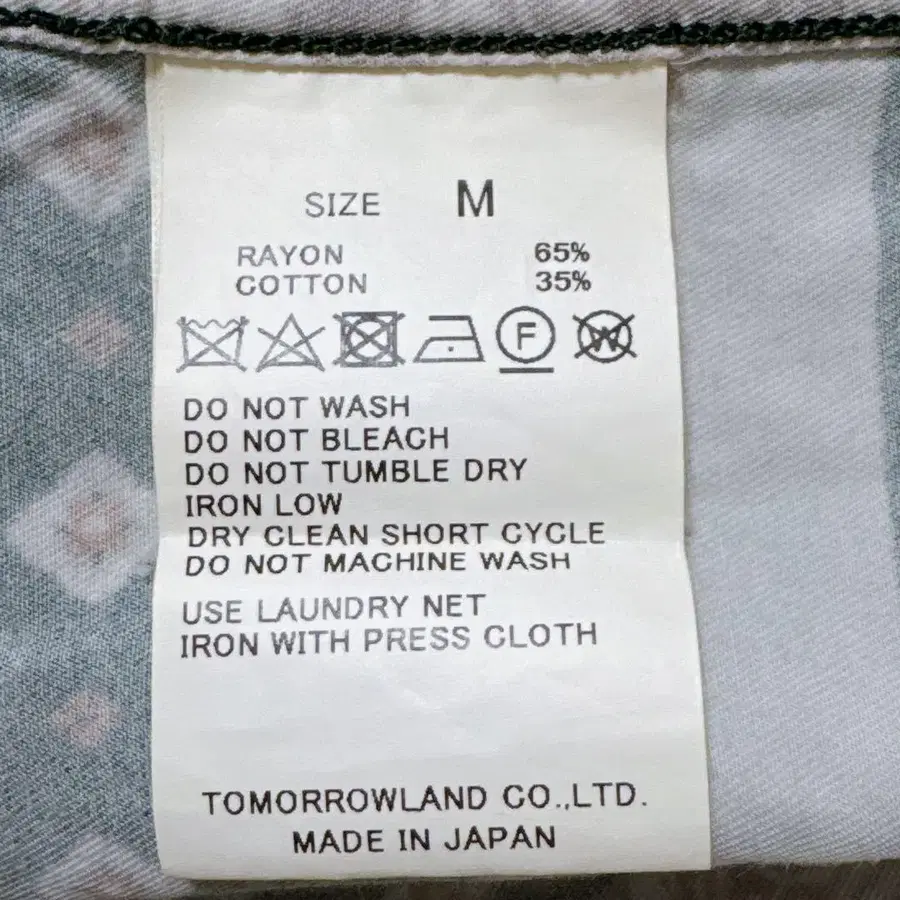 SIZE M
RAYON 65%
COTTON 35%
F W
DO NOT WASH
DO NOT BLEACH
DO NOT TUMBLE DRY
IRON LOW
DRY CLEAN SHORT CYCLE
DO NOT MACHINE WASH
USE LAUNDRY NET
IRON WITH PRESS CLOTH
TOMORROWLAND CO.,LTD.
MADE IN JAPAN